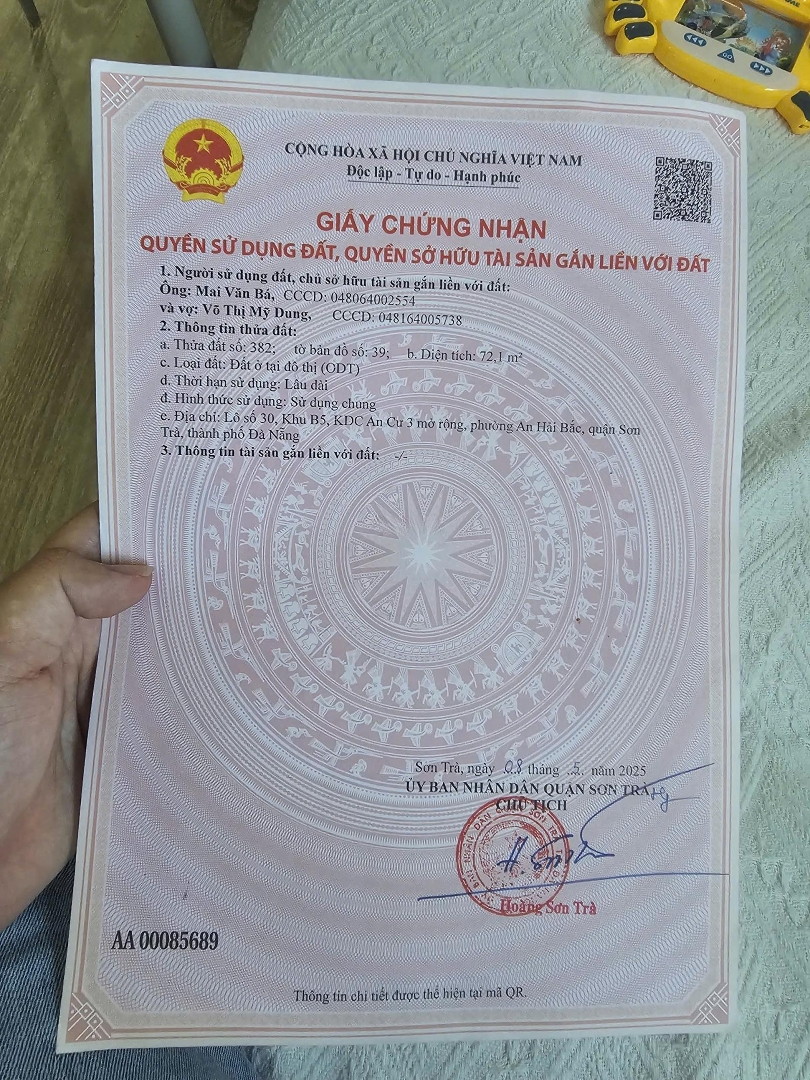 CỘNG HÒA XÃ HỘI CHỦ NGHĨA VIỆT NAM
Độc lập - Tự do - Hạnh phúc
GIẤY CHỨNG NHẬN
QUYỀN SỬ DỤNG ĐẤT, QUYỀN SỞ HỮU TÀI SẢN GẮN LIỀN VỚI ĐẤT
1. Người sử dụng đất, chủ sở hữu tài sản gắn liền với đất:
Ông: Mai Văn Bá, CCCD: 048064002554
và vợ: Võ Thị Mỹ Dung, CCCD: 048164005738
2. Thông tin thửa đất:
a. Thửa đất số: 382; tờ bản đồ số: 39; b. Diện tích: 72,1 m²
c. Loại đất: Đất ở tại đô thị (ODT)
d. Thời hạn sử dụng: Lâu dài
đ. Hình thức sử dụng: Sử dụng chung
e. Địa chỉ: Lô số 30, Khu B5, KDC An Cư 3 mở rộng, phường An Hải Bắc, quận Sơn
Trà, thành phố Đà Nẵng
3. Thông tin tài sản gắn liền với đất: -/-
Sơn Trà, ngày 08 tháng 5 năm 2025
ỦY BAN NHÂN DÂN QUẬN SƠN TRÀ
CHỦ TỊCH
Hoàng Sơn Trà
AA 00085689
Thông tin chi tiết được thể hiện tại mã QR.